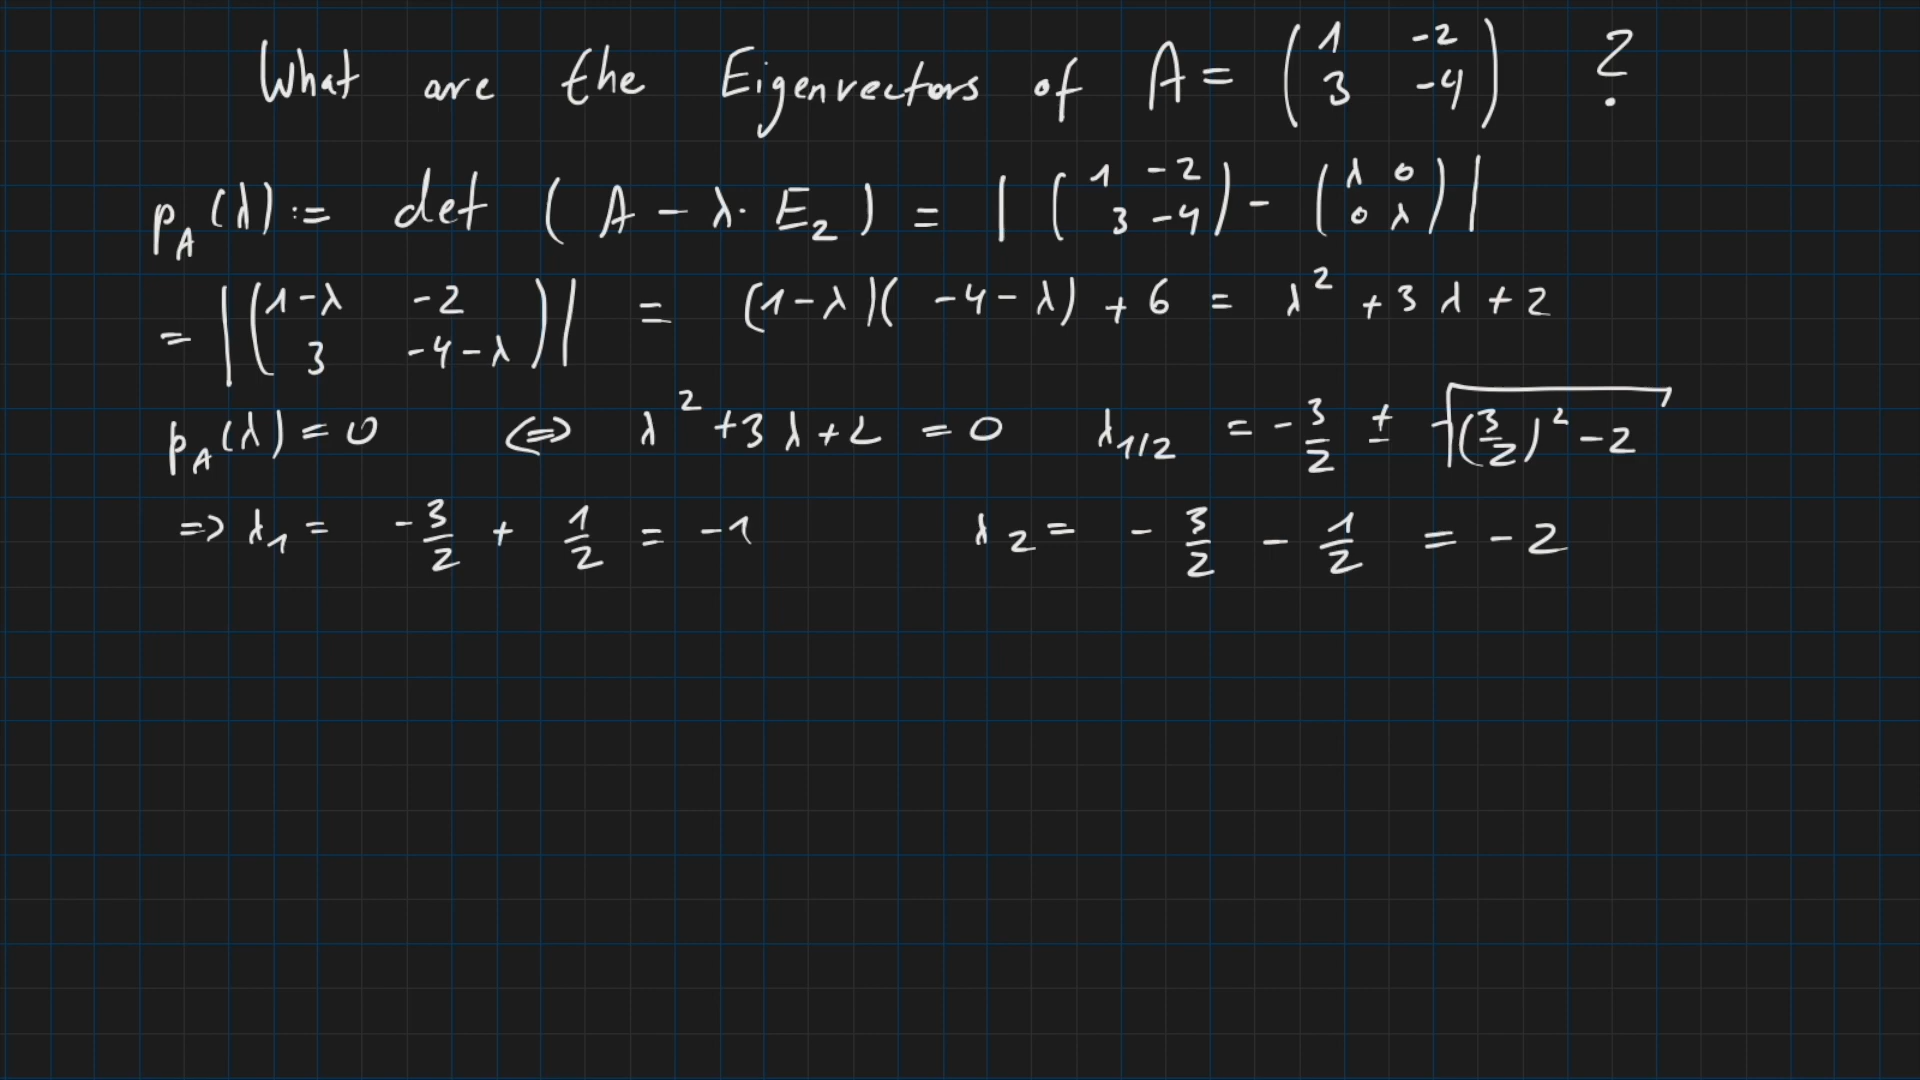 What are the Eigenvectors of A = ( 1 -2 ; 3 -4 ) ?
p_A(λ) := det ( A - λ · E_2 ) = | ( 1 -2 ; 3 -4 ) - ( λ 0 ; 0 λ ) |
= | ( 1-λ -2 ; 3 -4-λ ) | = (1-λ)( -4-λ) + 6 = λ² + 3λ + 2
p_A(λ) = 0 ⇔ λ² + 3λ + 2 = 0 λ_1/2 = -3/2 ± √((3/2)² - 2)
⇒ λ_1 = -3/2 + 1/2 = -1 λ_2 = -3/2 - 1/2 = -2